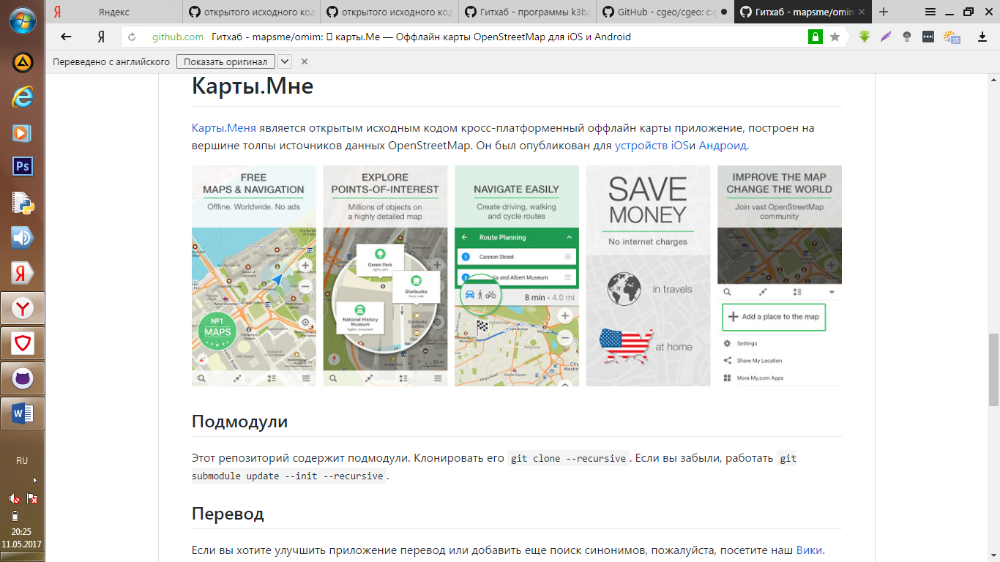 Яндекс
открытого исходного код
открытого исходного код
Гитхаб - программы k3b/
GitHub - cgeo/cgeo: c:g
Гитхаб - mapsme/omim
Я
github.com Гитхаб - mapsme/omim: карты.Me — Оффлайн карты OpenStreetMap для iOS и Android
15
Переведено с английского Показать оригинал
Карты.Мне
Карты.Меня является открытым исходным кодом кросс-платформенный оффлайн карты приложение, построен на
вершине толпы источников данных OpenStreetMap. Он был опубликован для устройств iOSи Андроид.
FREE
MAPS & NAVIGATION
Offline. Worldwide. No ads
Nº1
MAPS
EXPLORE
POINTS-OF-INTEREST
Millions of objects on
a highly detailed map
Green Park
Sights park
Starbucks
National History
Museum
Sights monument
NAVIGATE EASILY
Create driving, walking
and cycle routes
Route Planning
1 Cannon Street
and Albert Museum
8 min • 4.0 mi
SAVE
MONEY
No internet charges
in travels
at home
IMPROVE THE MAP
CHANGE THE WORLD
Join vast OpenStreetMap
community
Add a place to the map
Settings
Share My Location
More My.com Apps
Подмодули
Этот репозиторий содержит подмодули. Клонировать его git clone --recursive. Если вы забыли, работать git
submodule update --init --recursive.
Перевод
Если вы хотите улучшить приложение перевод или добавить еще поиск синонимов, пожалуйста, посетите наш Вики.
Ps
Я
RU
20:25
11.05.2017